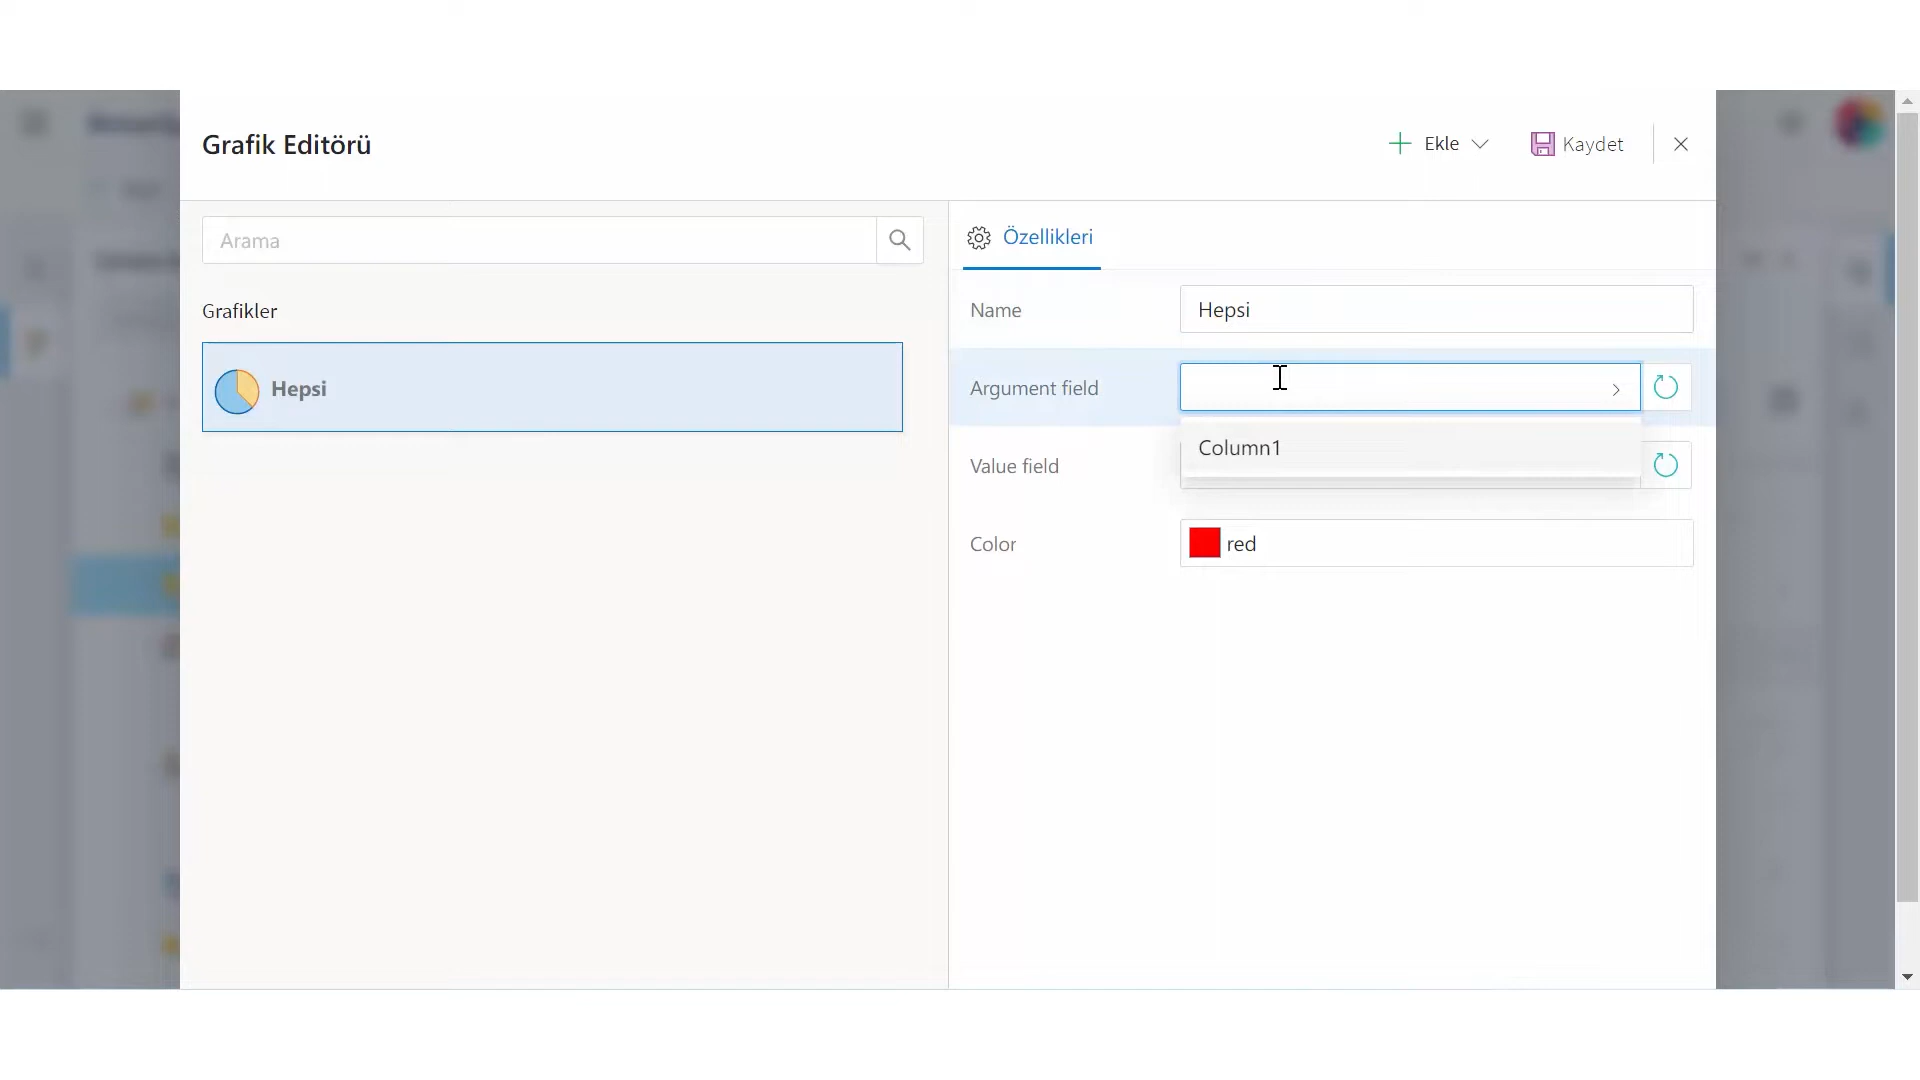 Grafik Editörü
Ekle
Kaydet
Arama
Grafikler
Hepsi
Özellikleri
Name
Hepsi
Argument field
Column1
Value field
Color
red